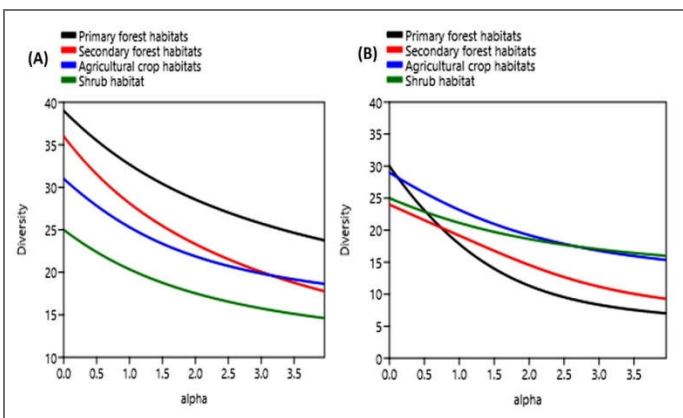 (A)
Primary forest habitats
Secondary forest habitats
Agricultural crop habitats
Shrub habitat
40
35
30
25
20
15
10
Diversity
0.0 0.5 1.0 1.5 2.0 2.5 3.0 3.5
alpha
(B)
Primary forest habitats
Secondary forest habitats
Agricultural crop habitats
Shrub habitat
40
35
30
25
20
15
10
5
0
Diversity
0.0 0.5 1.0 1.5 2.0 2.5 3.0 3.5
alpha